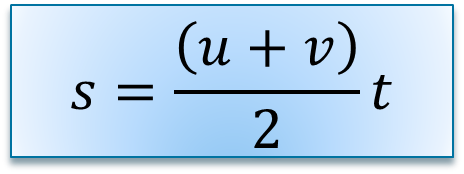 s = (u + v)/2 t